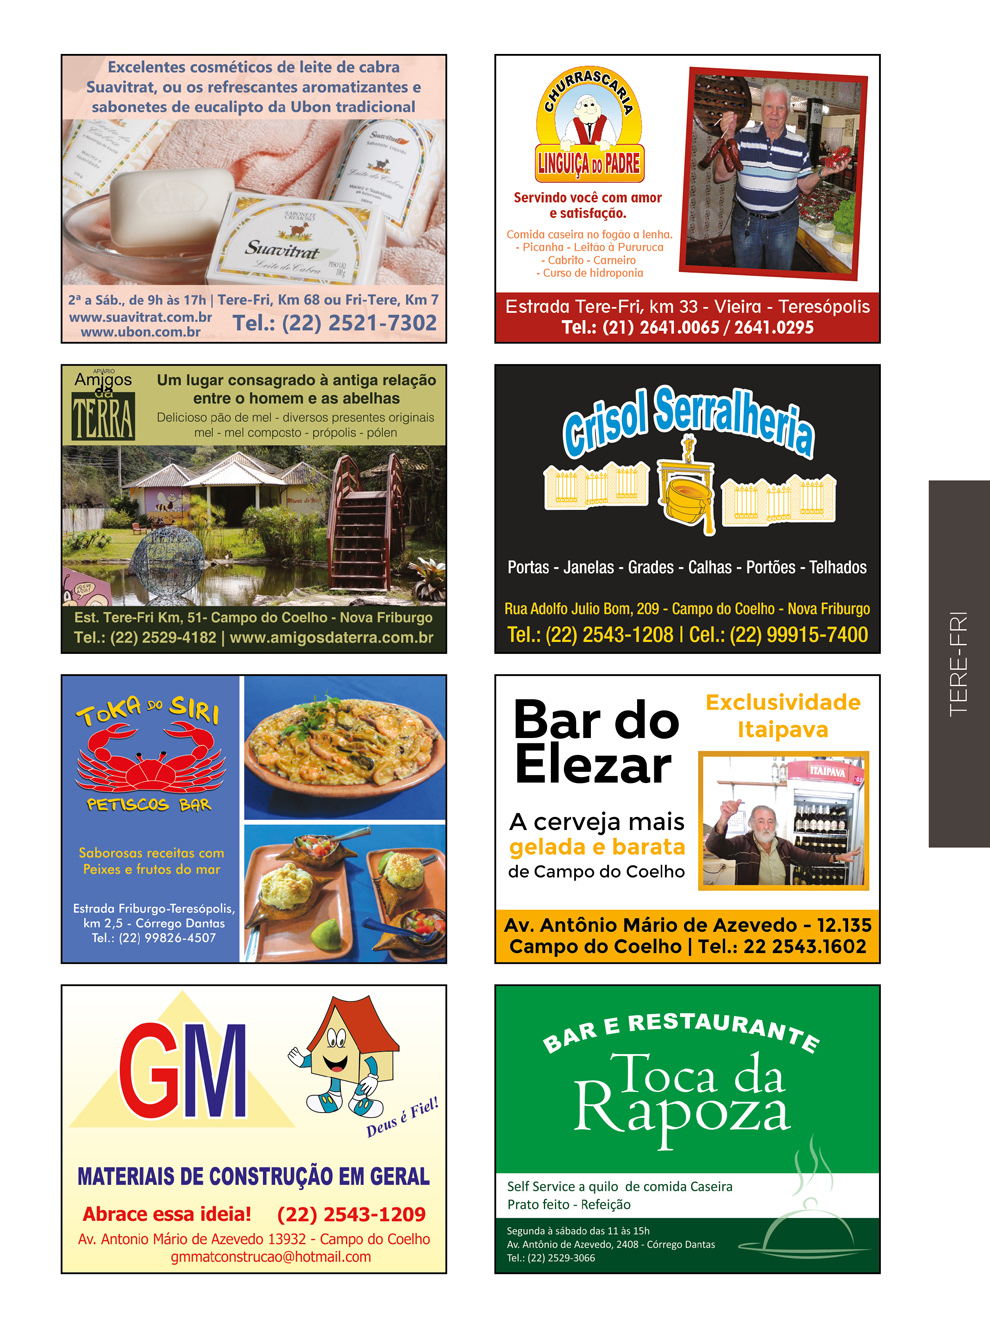 Excelentes cosméticos de leite de cabra
Suavitrat, ou os refrescantes aromatizantes e
sabonetes de eucalipto da Ubon tradicional
Suavitrat
Sabonete Líquido
Leite de Cabra
SABONETE
CREMOSO
Suavitrat
Leite de Cabra
2ª a Sáb., de 9h às 17h | Tere-Fri, Km 68 ou Fri-Tere, Km 7
www.suavitrat.com.br
www.ubon.com.br
Tel.: (22) 2521-7302
CHURRASCARIA
LINGUIÇA DO PADRE
Servindo você com amor
e satisfação.
Comida caseira no fogão a lenha.
- Picanha - Leitão à Pururuca
- Cabrito - Carneiro
- Curso de hidroponia
Estrada Tere-Fri, km 33 - Vieira - Teresópolis
Tel.: (21) 2641.0065 / 2641.0295
APIÁRIO
Amigos
da
TERRA
Um lugar consagrado à antiga relação
entre o homem e as abelhas
Delicioso pão de mel - diversos presentes originais
mel - mel composto - própolis - pólen
Est. Tere-Fri Km, 51- Campo do Coelho - Nova Friburgo
Tel.: (22) 2529-4182 | www.amigosdaterra.com.br
Crisol Serralheria
Portas - Janelas - Grades - Calhas - Portões - Telhados
Rua Adolfo Julio Bom, 209 - Campo do Coelho - Nova Friburgo
Tel.: (22) 2543-1208 | Cel.: (22) 99915-7400
TERE-FRI
TOKA DO SIRI
PETISCOS BAR
Saborosas receitas com
Peixes e frutos do mar
Estrada Friburgo-Teresópolis,
km 2,5 - Córrego Dantas
Tel.: (22) 99826-4507
Bar do
Elezar
Exclusividade
Itaipava
ITAIPAVA
A cerveja mais
gelada e barata
de Campo do Coelho
Av. Antônio Mário de Azevedo - 12.135
Campo do Coelho | Tel.: 22 2543.1602
GM
Deus é Fiel!
MATERIAIS DE CONSTRUÇÃO EM GERAL
Abrace essa ideia! (22) 2543-1209
Av. Antonio Mário de Azevedo 13932 - Campo do Coelho
gmmatconstrucao@hotmail.com
BAR E RESTAURANTE
Toca da
Rapoza
Self Service a quilo de comida Caseira
Prato feito - Refeição
Segunda à sábado das 11 às 15h
Av. Antônio de Azevedo, 2408 - Córrego Dantas
Tel.: (22) 2529-3066